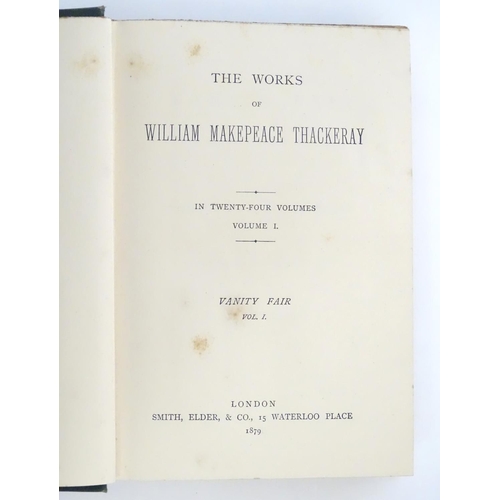 THE WORKS
OF
WILLIAM MAKEPEACE THACKERAY
IN TWENTY-FOUR VOLUMES
VOLUME I.
VANITY FAIR
VOL. I.
LONDON
SMITH, ELDER, & CO., 15 WATERLOO PLACE
1879